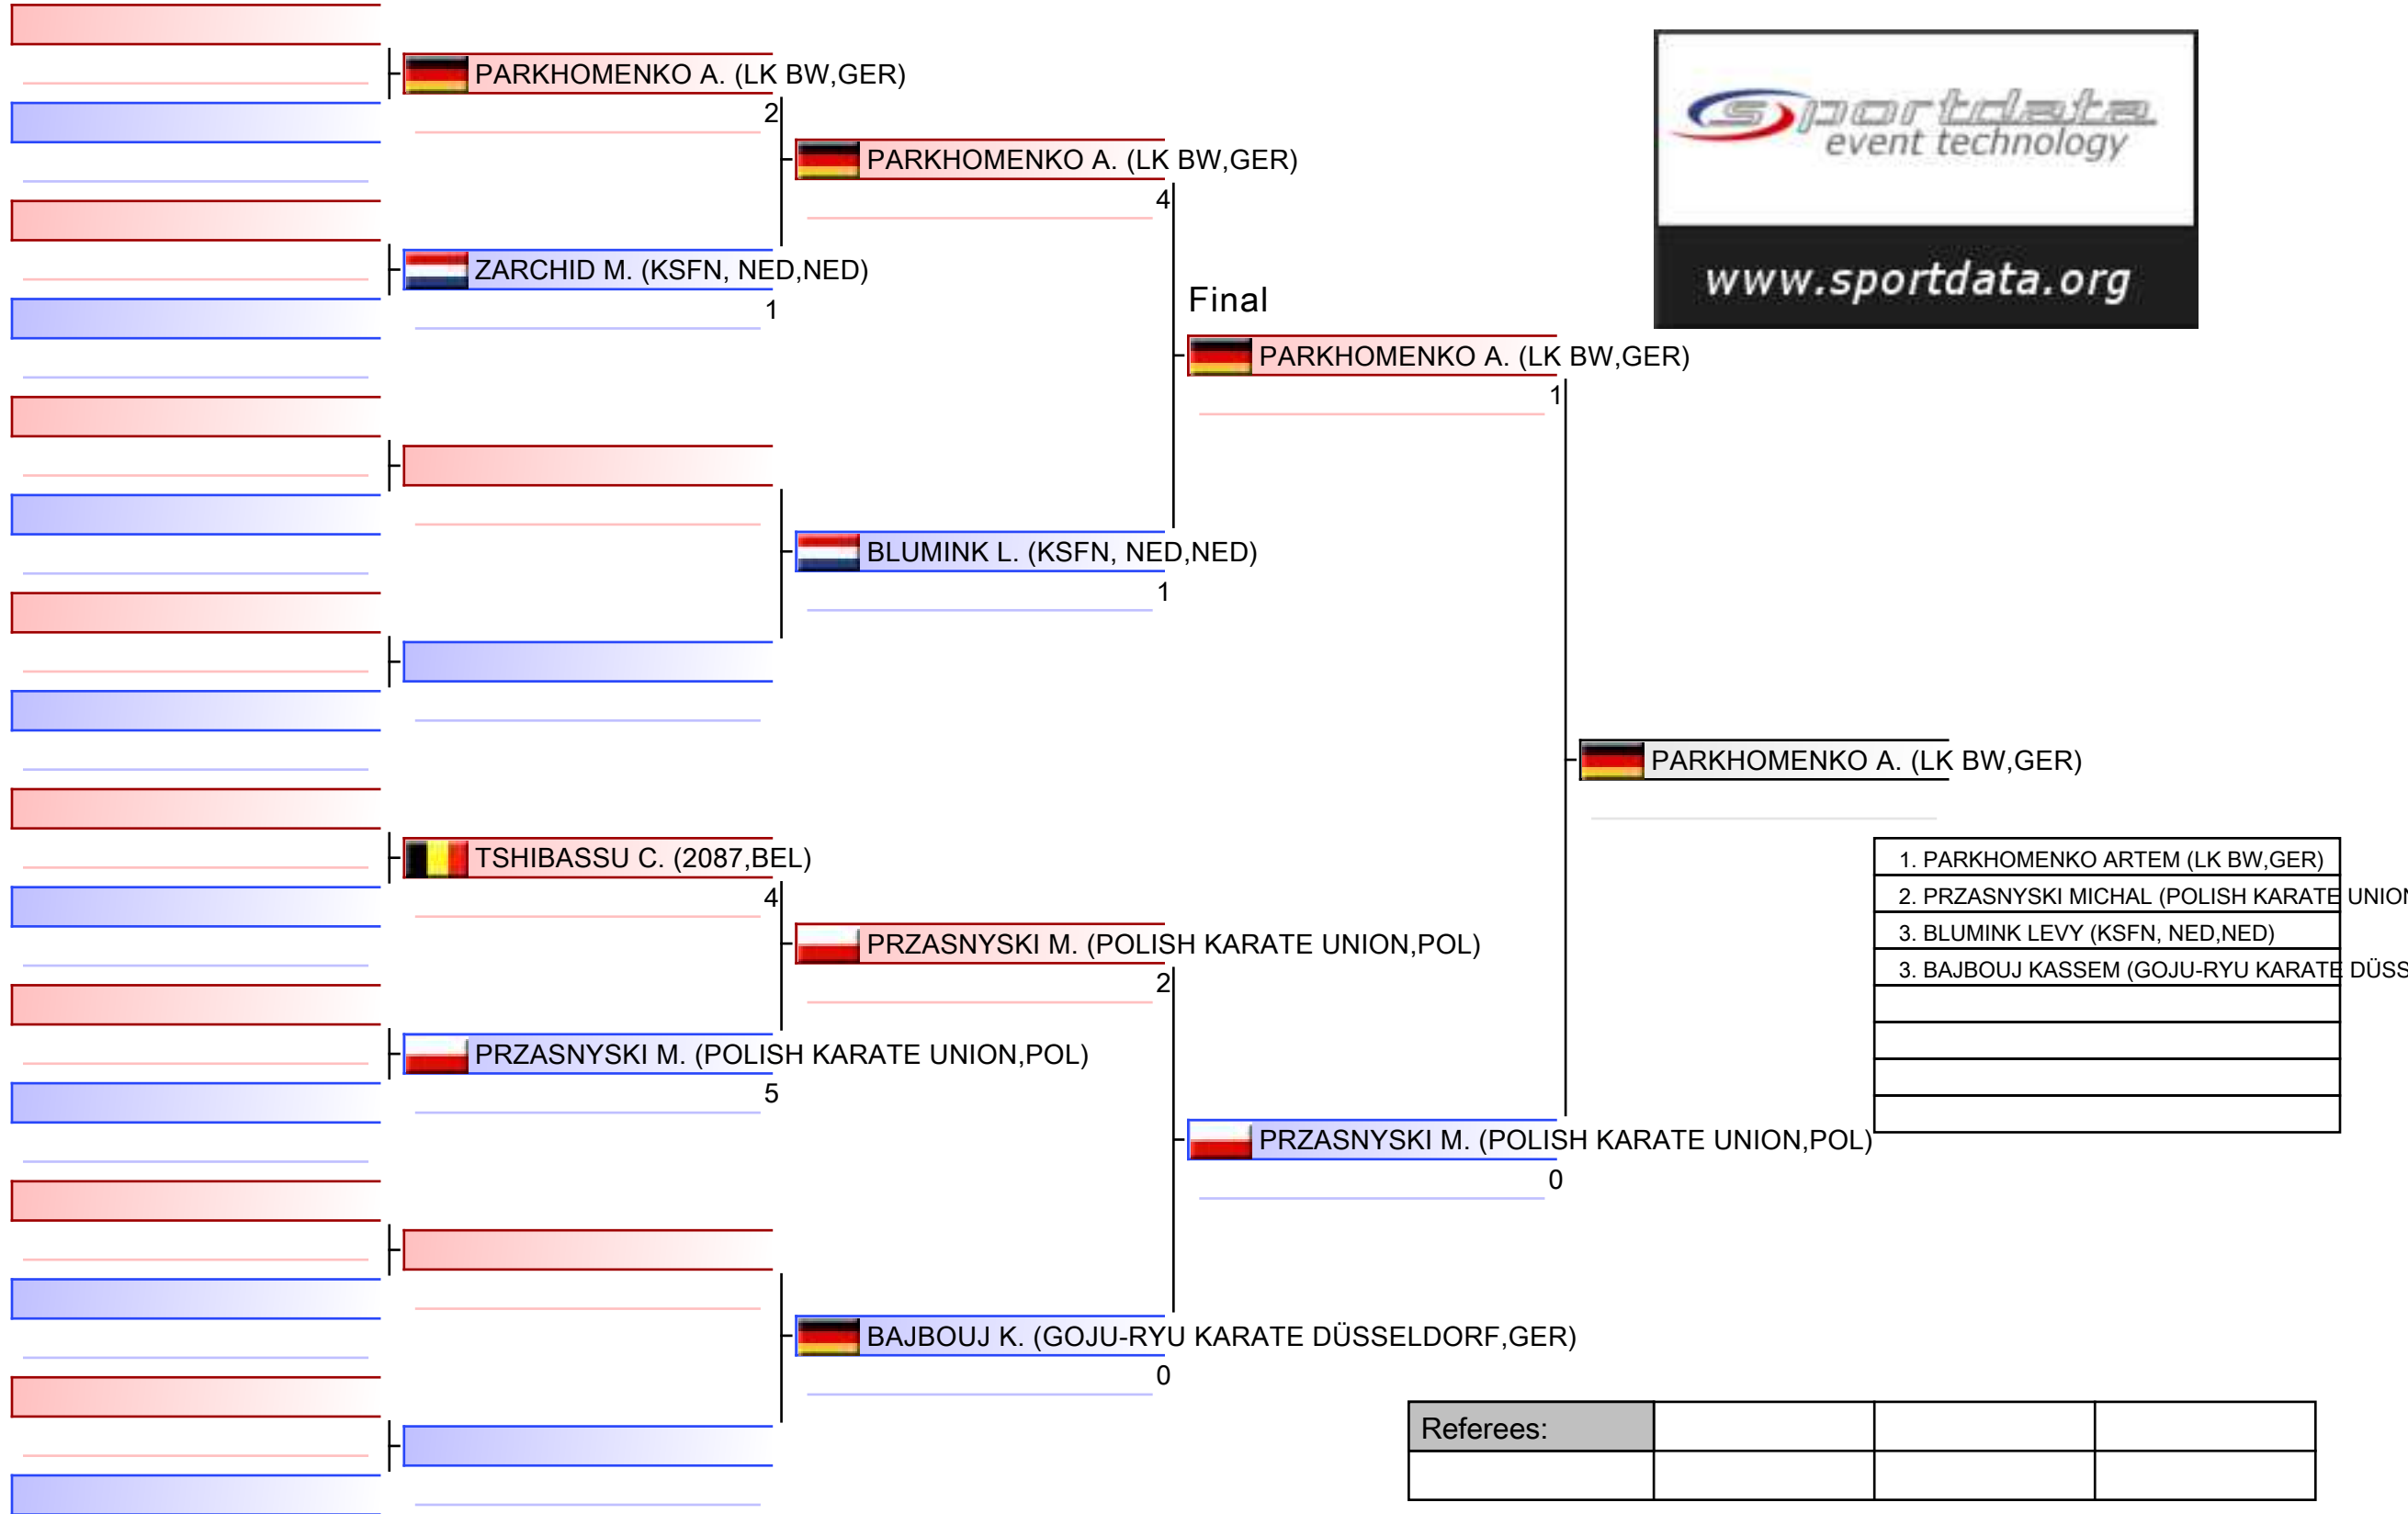 PARKHOMENKO A. (LK BW,GER)
2
ZARCHID M. (KSFN, NED,NED)
1
TSHIBASSU C. (2087,BEL)
4
PRZASNYSKI M. (POLISH KARATE UNION,POL)
5
PARKHOMENKO A. (LK BW,GER)
4
BLUMINK L. (KSFN, NED,NED)
1
PRZASNYSKI M. (POLISH KARATE UNION,POL)
2
BAJBOUJ K. (GOJU-RYU KARATE DÜSSELDORF,GER)
0
Final
PARKHOMENKO A. (LK BW,GER)
1
PRZASNYSKI M. (POLISH KARATE UNION,POL)
0
PARKHOMENKO A. (LK BW,GER)
sportdata
event technology
www.sportdata.org
1. PARKHOMENKO ARTEM (LK BW,GER)
2. PRZASNYSKI MICHAL (POLISH KARATE UNION
3. BLUMINK LEVY (KSFN, NED,NED)
3. BAJBOUJ KASSEM (GOJU-RYU KARATE DÜSS
Referees: